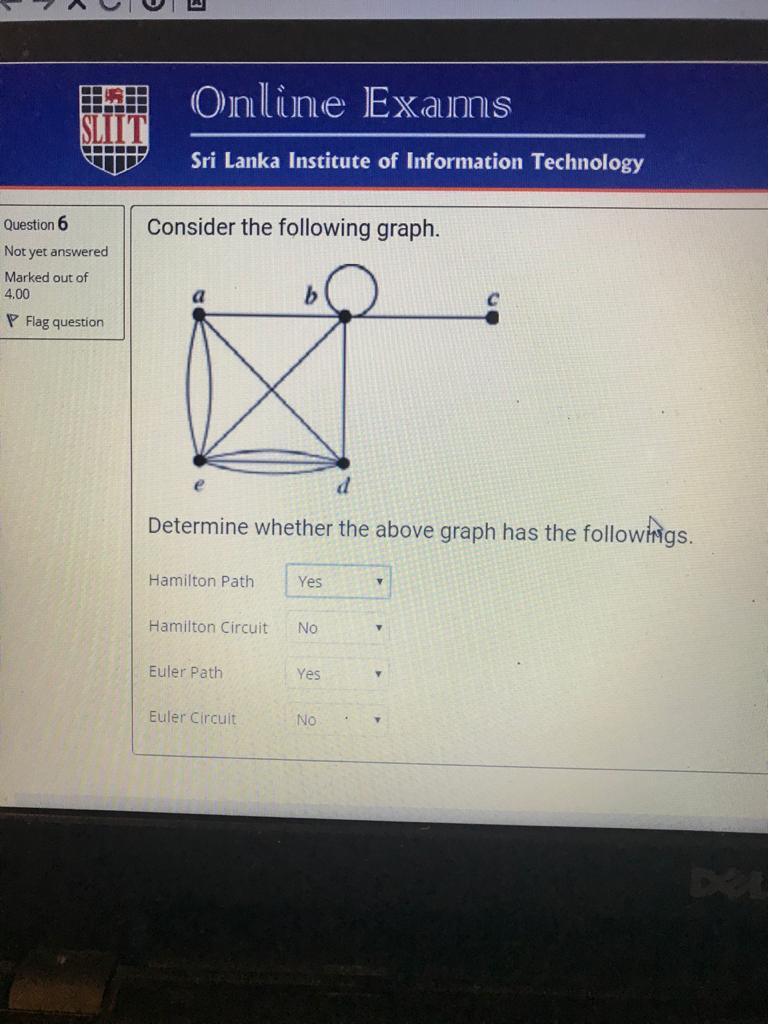 SLIIT
Online Exams
Sri Lanka Institute of Information Technology
Question 6
Not yet answered
Marked out of
4.00
Flag question
Consider the following graph.
a
b
c
e
d
Determine whether the above graph has the followings.
Hamilton Path Yes
Hamilton Circuit No
Euler Path Yes
Euler Circuit No
DELL